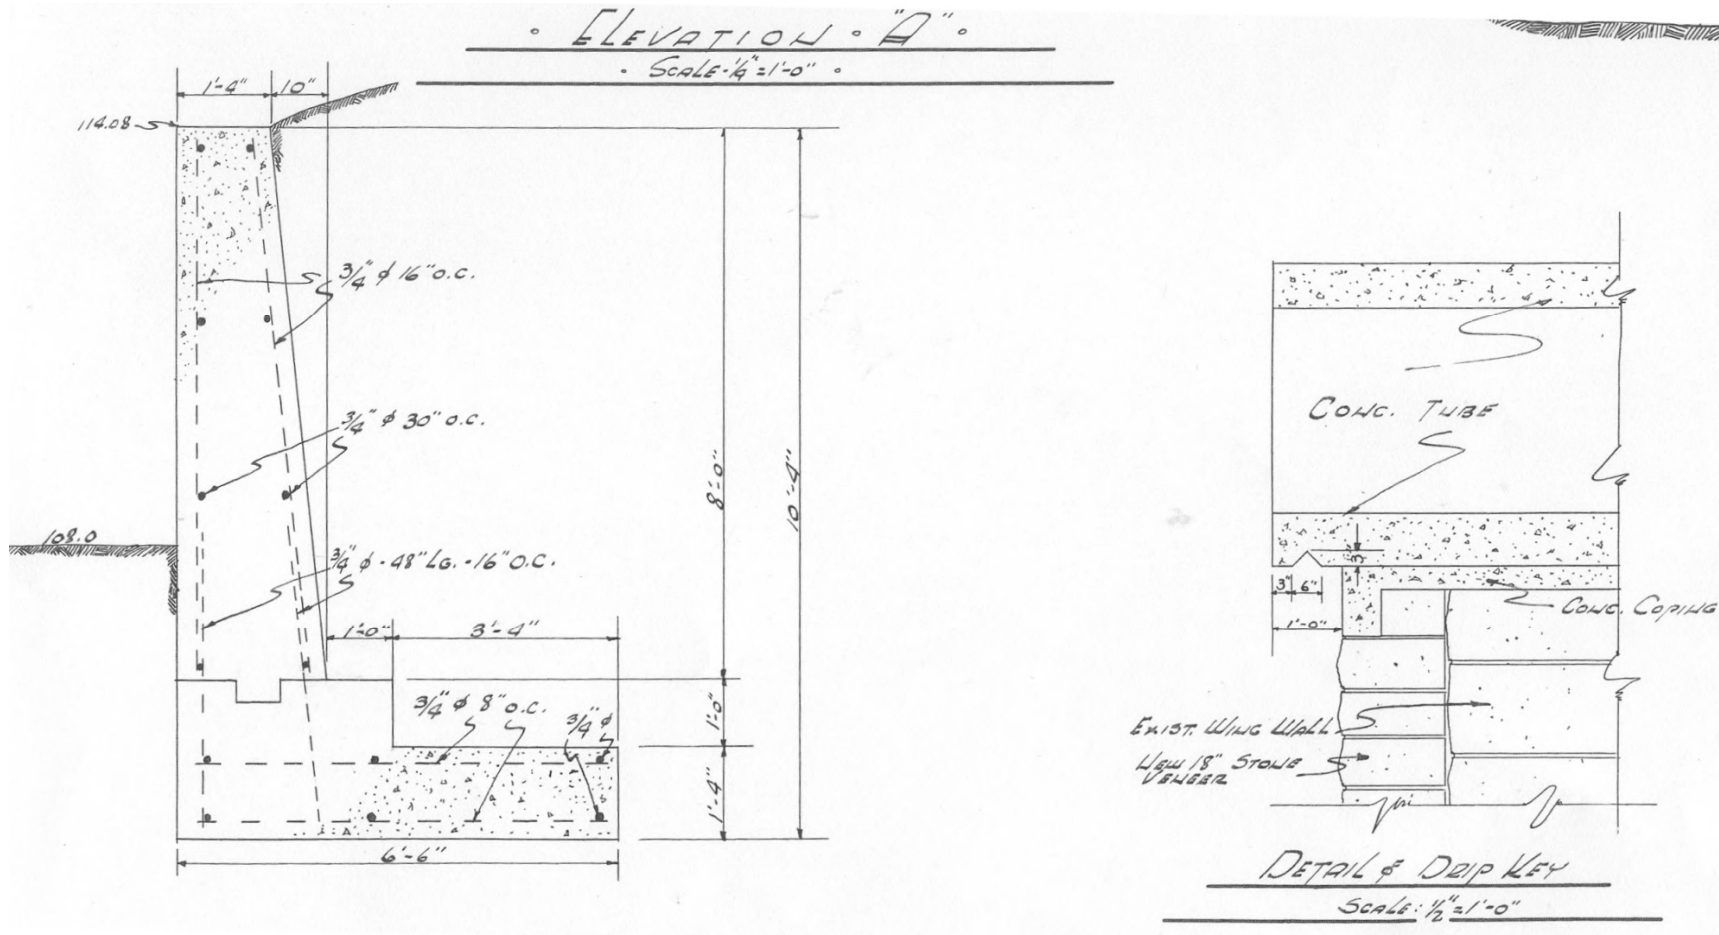 · ELEVATION · "A" ·
· SCALE-¼"=1'-0" ·
1'-4" 10"
114.08
3/4" ϕ 16" O.C.
3/4" ϕ 30" O.C.
108.0
3/4" ϕ - 48" LG. - 16" O.C.
1'-0" 3'-4"
3/4" ϕ 8" O.C.
3/4" ϕ
8'-0"
10'-4"
1'-0"
1'-4"
6'-6"
CONC. TUBE
3"
3" 6"
1'-0"
CONC. COPING
EXIST. WING WALL
NEW 18" STONE
VENEER
DETAIL of DRIP KEY
SCALE: ½"=1'-0"